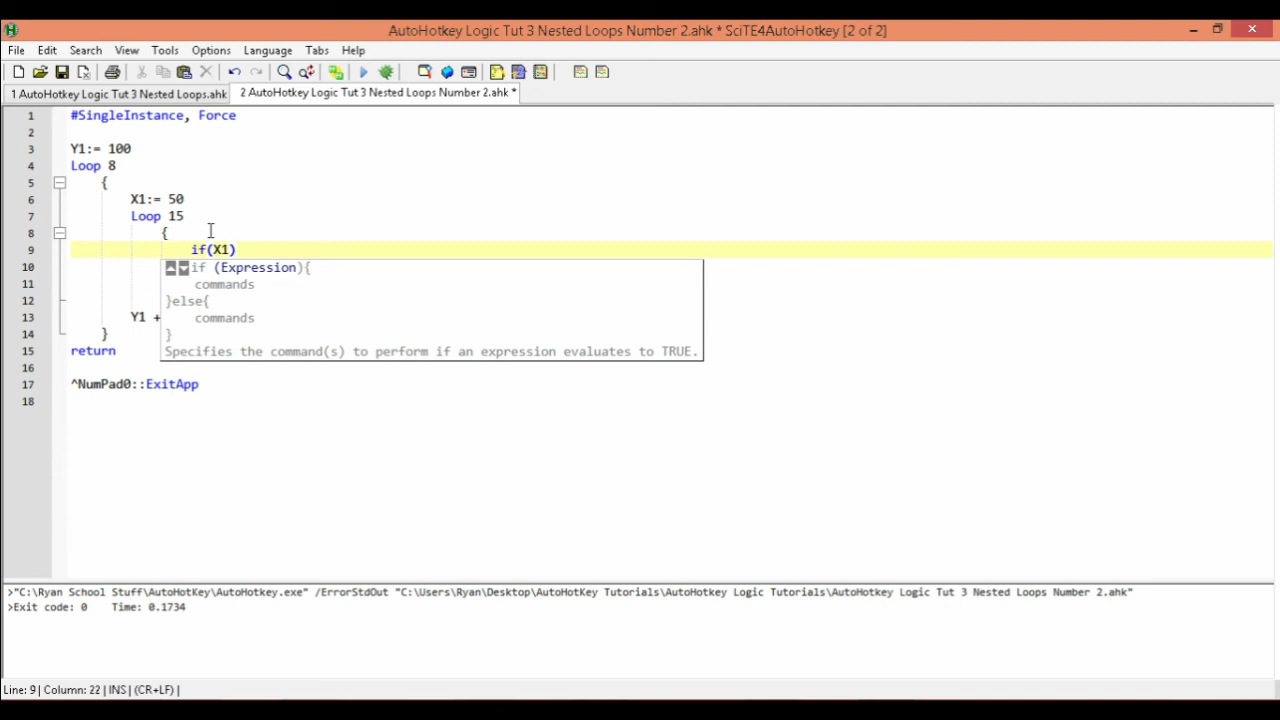 AutoHotkey Logic Tut 3 Nested Loops Number 2.ahk * SciTE4AutoHotkey [2 of 2]
File Edit Search View Tools Options Language Tabs Help
1 AutoHotkey Logic Tut 3 Nested Loops.ahk 2 AutoHotkey Logic Tut 3 Nested Loops Number 2.ahk *
1 #SingleInstance, Force
2
3 Y1:= 100
4 Loop 8
5 {
6 X1:= 50
7 Loop 15
8 {
9 if(X1)
10 if (Expression){
11 commands
12 }else{
13 Y1 + commands
14 } }
15 return Specifies the command(s) to perform if an expression evaluates to TRUE.
16
17 ^NumPad0::ExitApp
18
>"C:\Ryan School Stuff\AutoHotKey\AutoHotkey.exe" /ErrorStdOut "C:\Users\Ryan\Desktop\AutoHotKey Tutorials\AutoHotkey Logic Tutorials\AutoHotkey Logic Tut 3 Nested Loops Number 2.ahk"
>Exit code: 0 Time: 0.1734
Line: 9 | Column: 22 | INS | (CR+LF) |